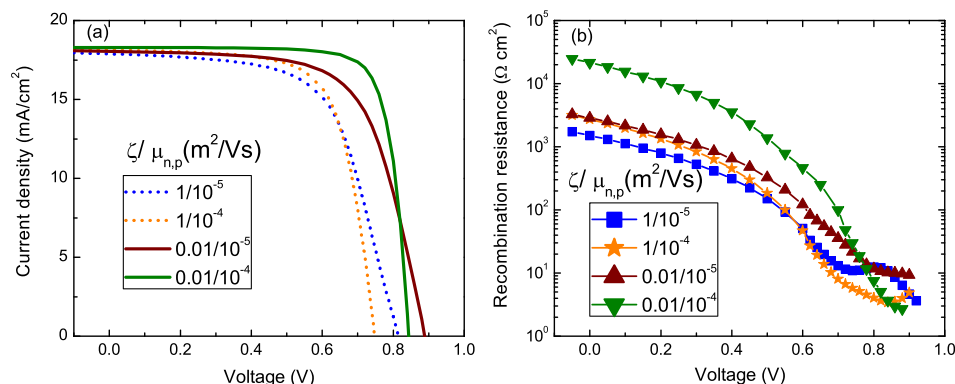 (a)
Current density (mA/cm²)
20
15
10
5
0
ζ/ μn,p(m²/Vs)
1/10⁻⁵
1/10⁻⁴
0.01/10⁻⁵
0.01/10⁻⁴
0.0 0.2 0.4 0.6 0.8 1.0
Voltage (V)
(b)
Recombination resistance (Ω cm²)
10⁵
10⁴
10³
10²
10¹
10⁰
ζ/ μn,p(m²/Vs)
1/10⁻⁵
1/10⁻⁴
0.01/10⁻⁵
0.01/10⁻⁴
0.0 0.2 0.4 0.6 0.8 1.0
Voltage (V)